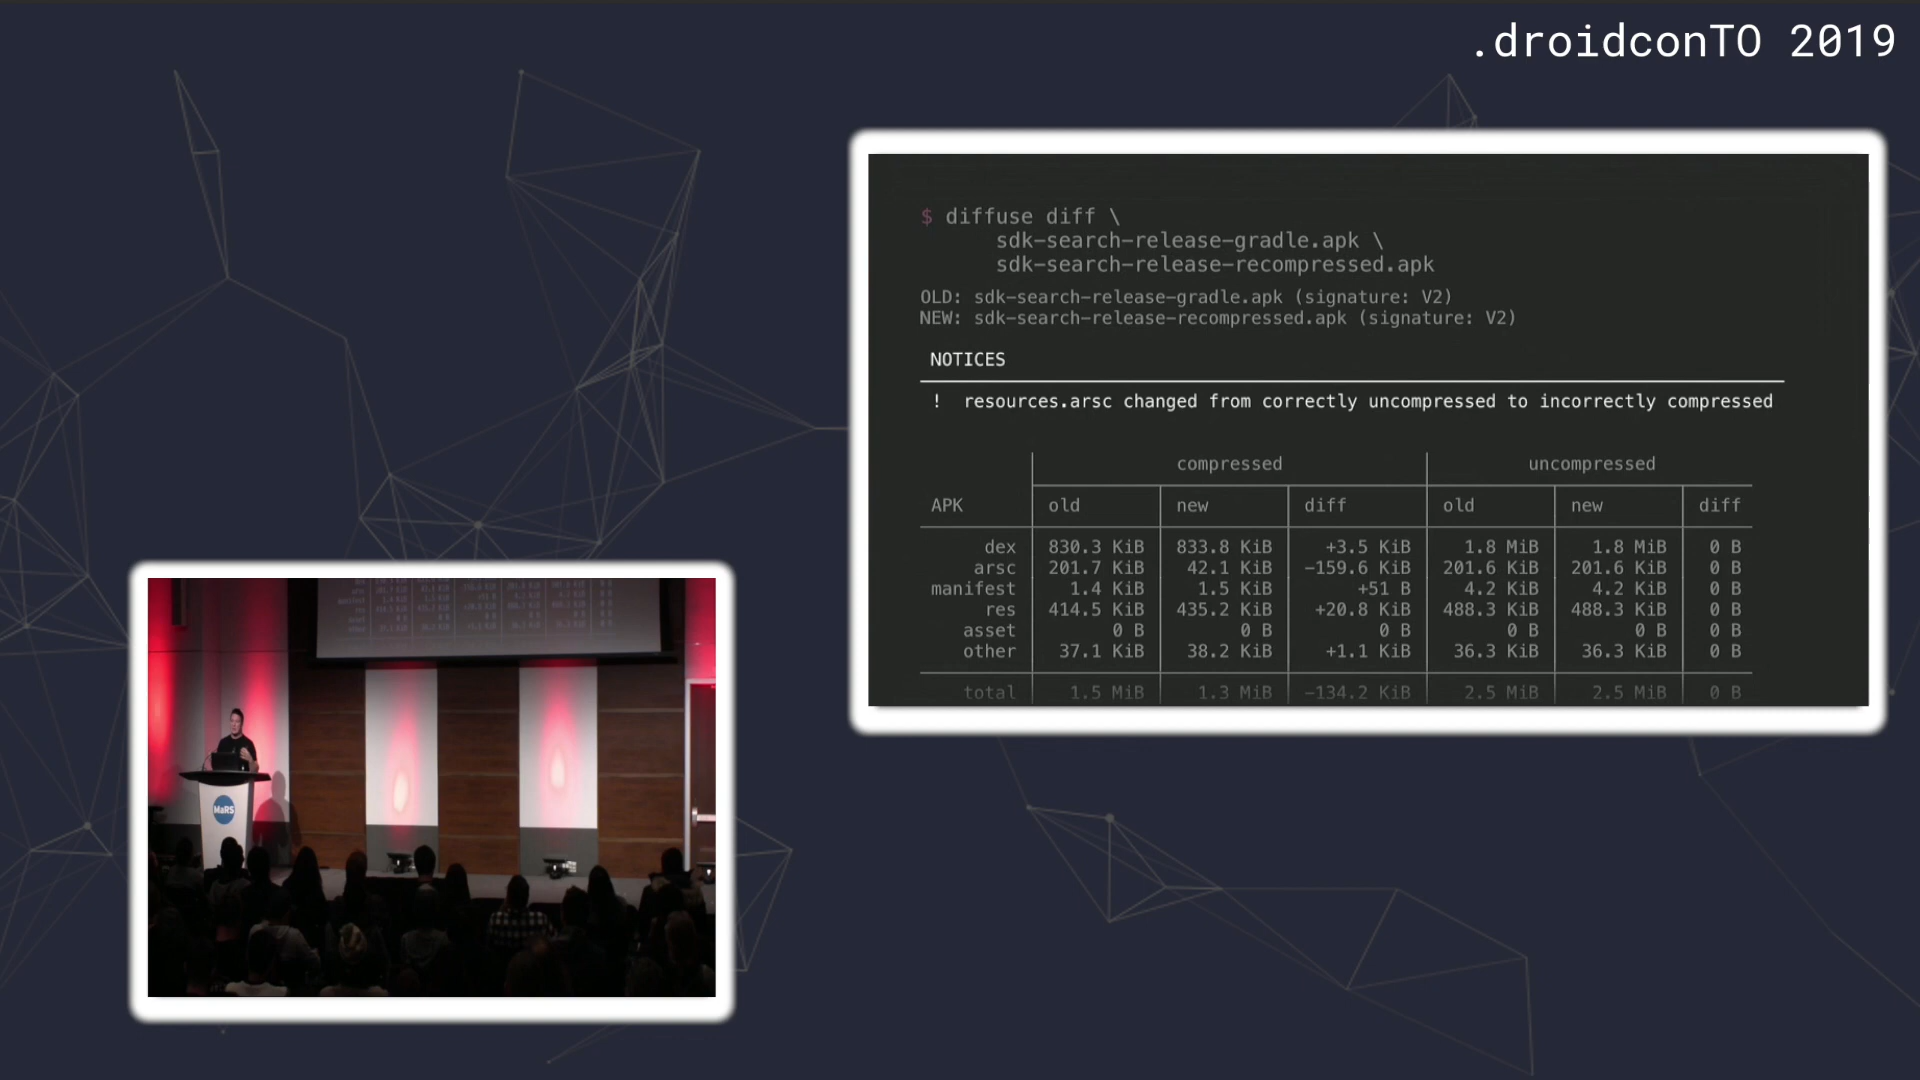 .droidconTO 2019
$ diffuse diff \
sdk-search-release-gradle.apk \
sdk-search-release-recompressed.apk
OLD: sdk-search-release-gradle.apk (signature: V2)
NEW: sdk-search-release-recompressed.apk (signature: V2)
NOTICES
! resources.arsc changed from correctly uncompressed to incorrectly compressed
compressed uncompressed
APK old new diff old new diff
dex 830.3 KiB 833.8 KiB +3.5 KiB 1.8 MiB 1.8 MiB 0 B
arsc 201.7 KiB 42.1 KiB -159.6 KiB 201.6 KiB 201.6 KiB 0 B
manifest 1.4 KiB 1.5 KiB +51 B 4.2 KiB 4.2 KiB 0 B
res 414.5 KiB 435.2 KiB +20.8 KiB 488.3 KiB 488.3 KiB 0 B
asset 0 B 0 B 0 B 0 B 0 B 0 B
other 37.1 KiB 38.2 KiB +1.1 KiB 36.3 KiB 36.3 KiB 0 B
total 1.5 MiB 1.3 MiB -134.2 KiB 2.5 MiB 2.5 MiB 0 B
MaRS